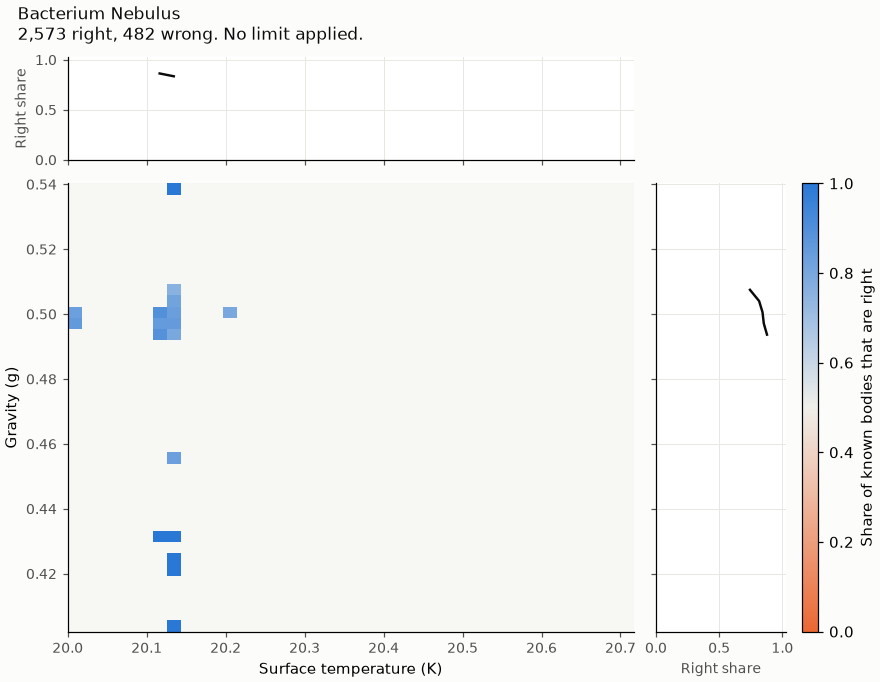 Bacterium Nebulus
2,573 right, 482 wrong. No limit applied.
Right share
1.0
0.5
0.0
Gravity (g)
0.54
0.52
0.50
0.48
0.46
0.44
0.42
20.0 20.1 20.2 20.3 20.4 20.5 20.6 20.7
Surface temperature (K)
0.0 0.5 1.0
Right share
1.0
0.8
0.6
0.4
0.2
0.0
Share of known bodies that are right